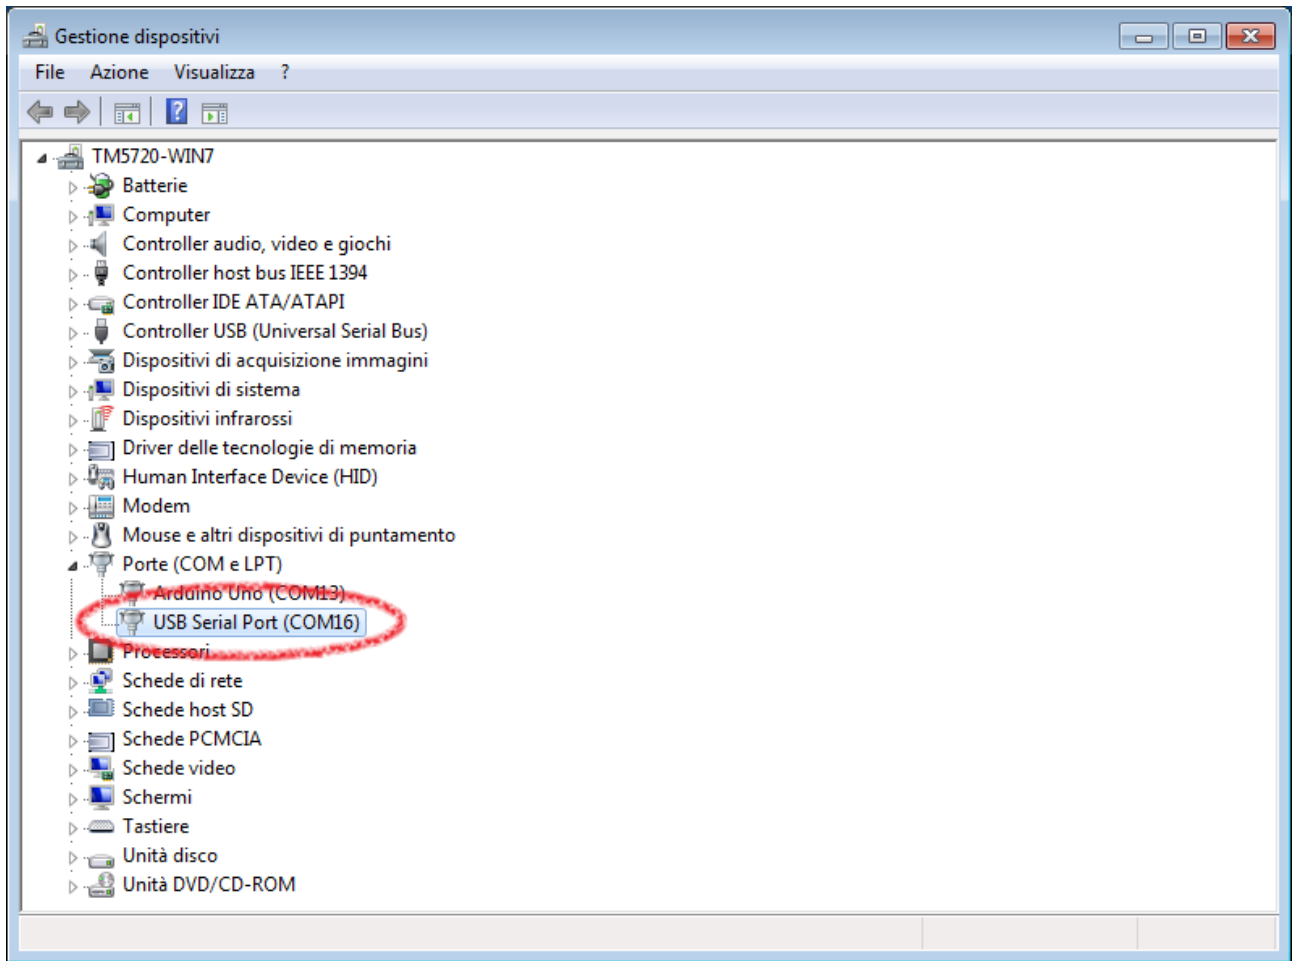 Gestione dispositivi
File Azione Visualizza ?
TM5720-WIN7
Batterie
Computer
Controller audio, video e giochi
Controller host bus IEEE 1394
Controller IDE ATA/ATAPI
Controller USB (Universal Serial Bus)
Dispositivi di acquisizione immagini
Dispositivi di sistema
Dispositivi infrarossi
Driver delle tecnologie di memoria
Human Interface Device (HID)
Modem
Mouse e altri dispositivi di puntamento
Porte (COM e LPT)
Arduino Uno (COM13)
USB Serial Port (COM16)
Processori
Schede di rete
Schede host SD
Schede PCMCIA
Schede video
Schermi
Tastiere
Unità disco
Unità DVD/CD-ROM